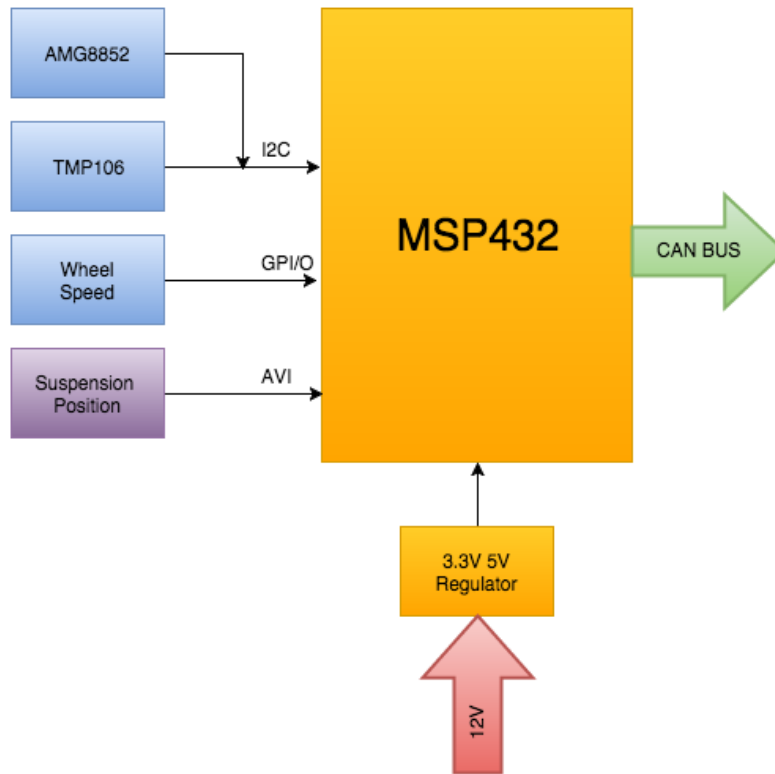 AMG8852
TMP106
I2C
Wheel
Speed
GPI/O
Suspension
Position
AVI
MSP432
CAN BUS
3.3V 5V
Regulator
12V